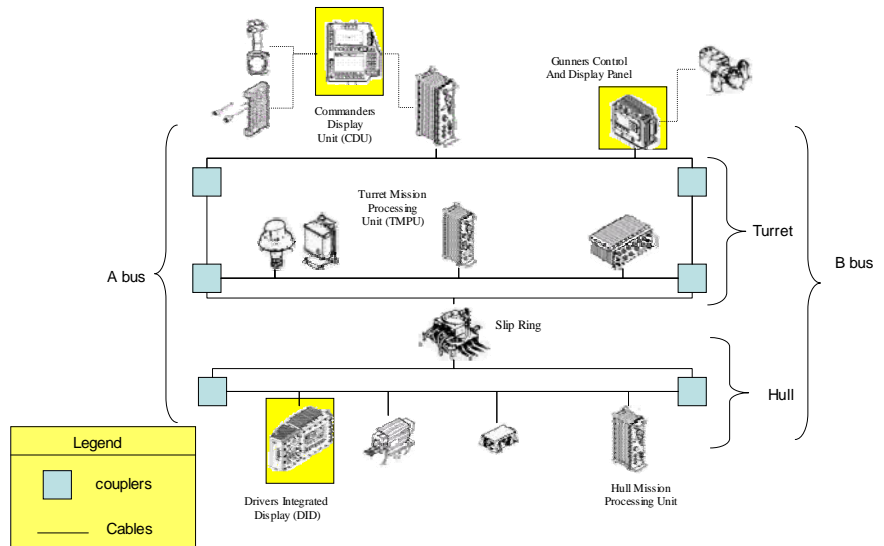 Gunners Control
And Display Panel
Commanders
Display
Unit (CDU)
Turret Mission
Processing
Unit (TMPU)
Turret
A bus
B bus
Slip Ring
Hull
Legend
couplers
Cables
Drivers Integrated
Display (DID)
Hull Mission
Processing Unit